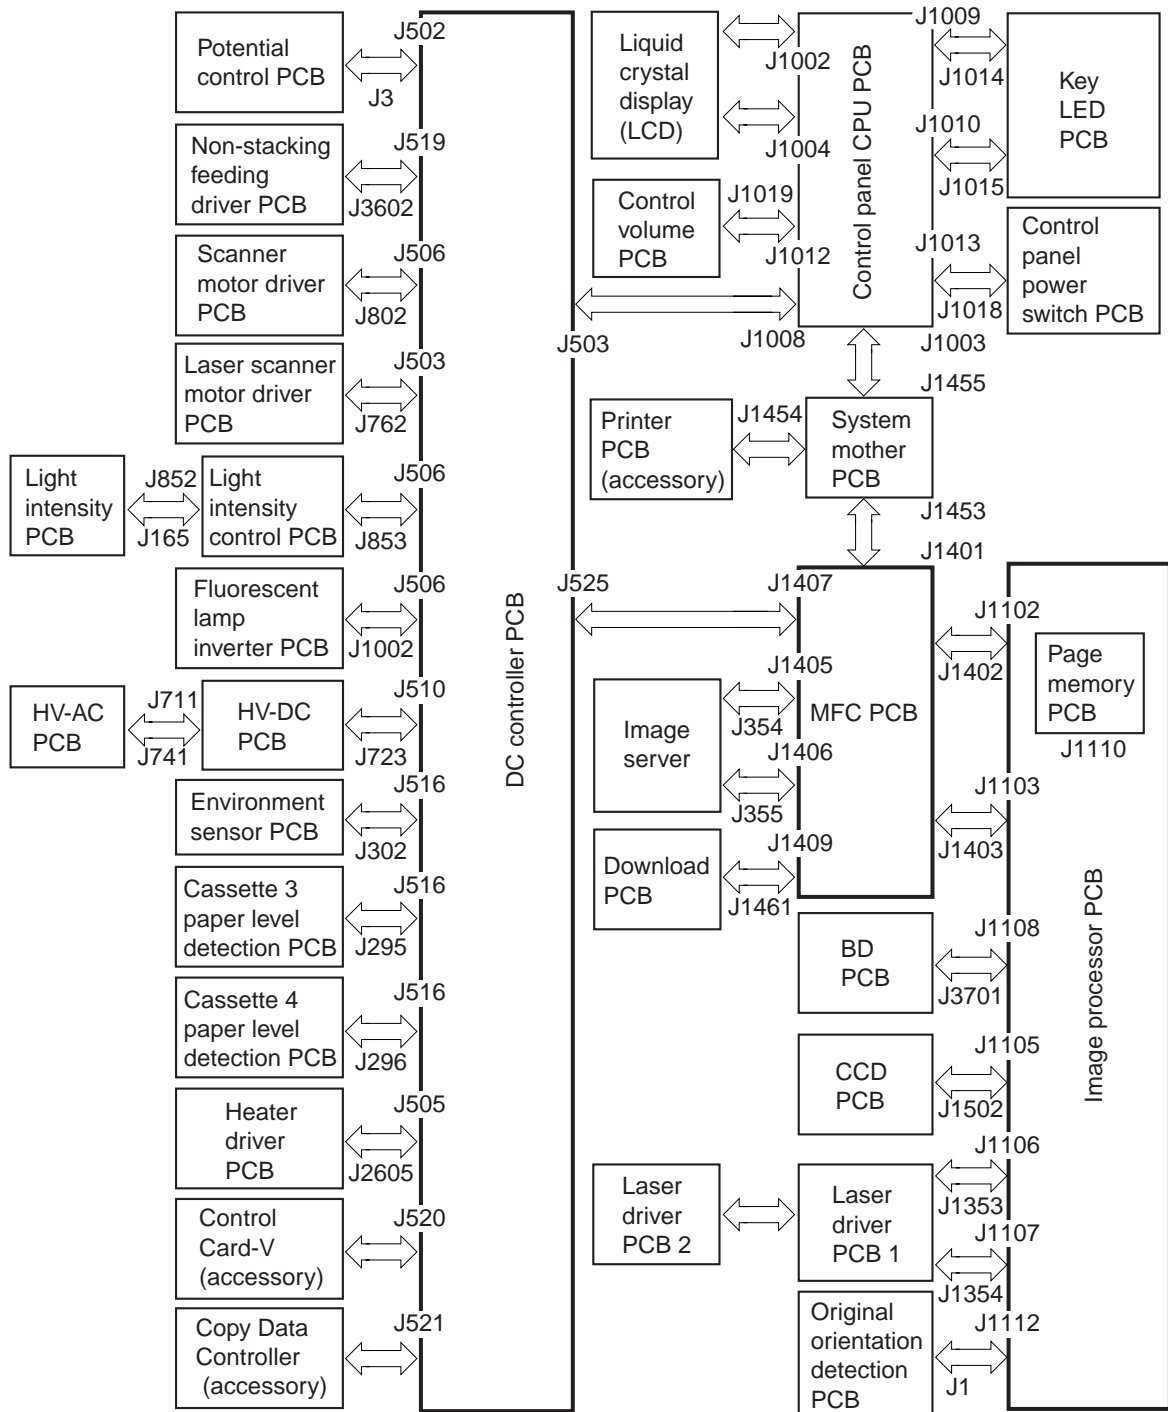 Potential
control PCB
J502
J3
Non-stacking
feeding
driver PCB
J519
J3602
Scanner
motor driver
PCB
J506
J802
Laser scanner
motor driver
PCB
J503
J762
Light
intensity
PCB
J852
J165
Light
intensity
control PCB
J506
J853
Fluorescent
lamp
inverter PCB
J506
J1002
HV-AC
PCB
J711
J741
HV-DC
PCB
J510
J723
Environment
sensor PCB
J516
J302
Cassette 3
paper level
detection PCB
J516
J295
Cassette 4
paper level
detection PCB
J516
J296
Heater
driver
PCB
J505
J2605
Control
Card-V
(accessory)
J520
Copy Data
Controller
(accessory)
J521
DC controller PCB
J503
J525
Liquid
crystal
display
(LCD)
J1002
J1004
Control
volume
PCB
J1019
J1012
J1008
Control panel CPU PCB
J1009
J1014
J1010
J1015
Key
LED
PCB
J1013
J1018
Control
panel
power
switch PCB
J1003
J1455
Printer
PCB
(accessory)
J1454
System
mother
PCB
J1453
J1401
J1407
MFC PCB
J1405
J354
Image
server
J1406
J355
Download
PCB
J1409
J1461
J1102
J1402
Page
memory
PCB
J1110
J1103
J1403
Image processor PCB
BD
PCB
J1108
J3701
CCD
PCB
J1105
J1502
Laser
driver
PCB 2
Laser
driver
PCB 1
J1106
J1353
J1107
J1354
Original
orientation
detection
PCB
J1112
J1